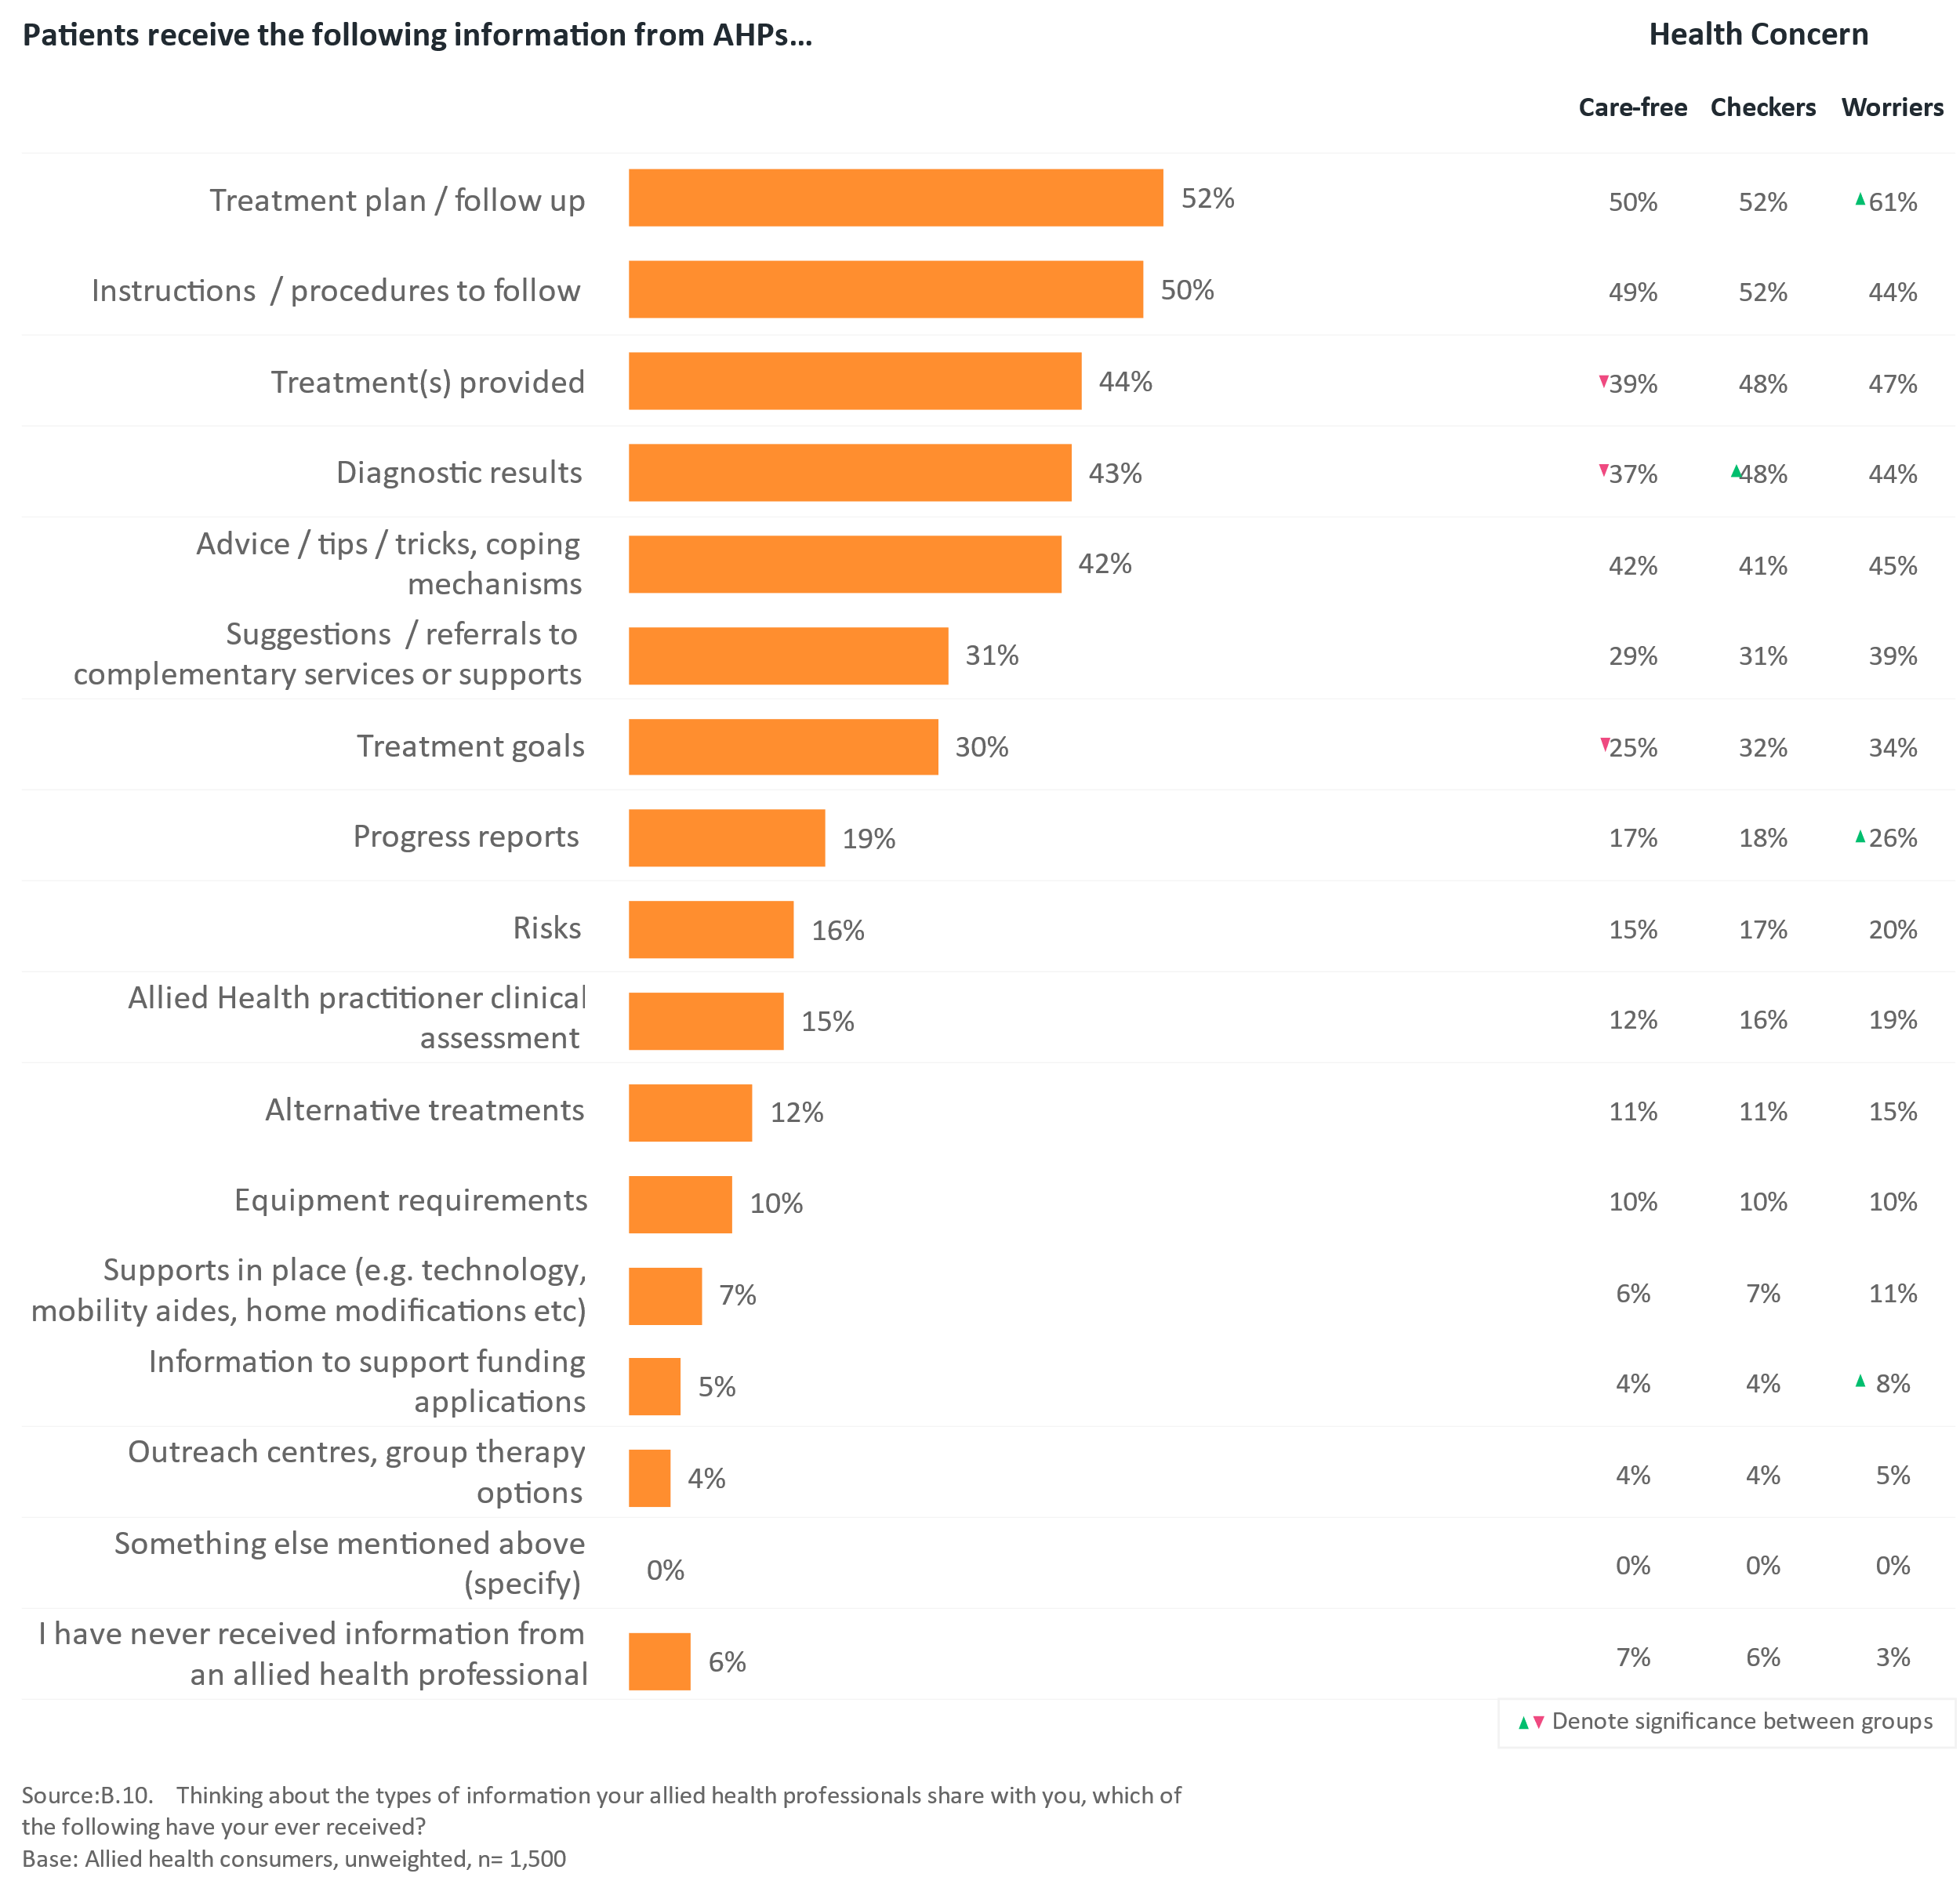 Patients receive the following information from AHPs...
Health Concern
Care-free Checkers Worriers
Treatment plan / follow up 52% 50% 52% ▲61%
Instructions / procedures to follow 50% 49% 52% 44%
Treatment(s) provided 44% ▼39% 48% 47%
Diagnostic results 43% ▼37% ▲48% 44%
Advice / tips / tricks, coping
mechanisms 42% 42% 41% 45%
Suggestions / referrals to
complementary services or supports 31% 29% 31% 39%
Treatment goals 30% ▼25% 32% 34%
Progress reports 19% 17% 18% ▲26%
Risks 16% 15% 17% 20%
Allied Health practitioner clinical
assessment 15% 12% 16% 19%
Alternative treatments 12% 11% 11% 15%
Equipment requirements 10% 10% 10% 10%
Supports in place (e.g. technology,
mobility aides, home modifications etc) 7% 6% 7% 11%
Information to support funding
applications 5% 4% 4% ▲ 8%
Outreach centres, group therapy
options 4% 4% 4% 5%
Something else mentioned above
(specify) 0% 0% 0% 0%
I have never received information from
an allied health professional 6% 7% 6% 3%
▲▼ Denote significance between groups
Source:B.10. Thinking about the types of information your allied health professionals share with you, which of
the following have your ever received?
Base: Allied health consumers, unweighted, n= 1,500